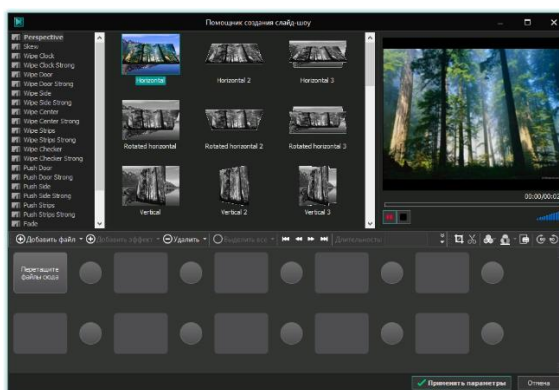 Помощник создания слайд-шоу
Perspective
Skew
Wipe Clock
Wipe Clock Strong
Wipe Door
Wipe Door Strong
Wipe Side
Wipe Side Strong
Wipe Center
Wipe Center Strong
Wipe Strips
Wipe Strips Strong
Wipe Checker
Wipe Checker Strong
Push Door
Push Door Strong
Push Side
Push Side Strong
Push Strips
Push Strips Strong
Fade
Horizontal
Horizontal 2
Horizontal 3
Rotated horizontal
Rotated horizontal 2
Rotated horizontal 3
Vertical
Vertical 2
Vertical 3
00:00/00:02
Добавить файл
Добавить эффект
Удалить
Выделить все
Длительность
Перетащите
файлы сюда
Применить параметры
Отмена